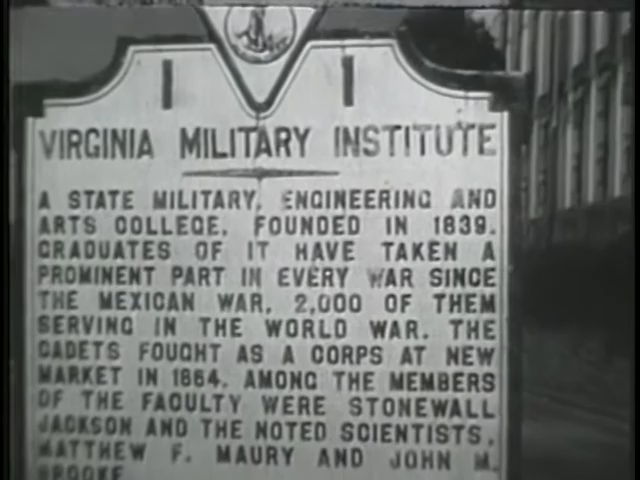 I I
VIRGINIA MILITARY INSTITUTE
A STATE MILITARY, ENGINEERING AND
ARTS COLLEGE, FOUNDED IN 1839.
GRADUATES OF IT HAVE TAKEN A
PROMINENT PART IN EVERY WAR SINCE
THE MEXICAN WAR, 2,000 OF THEM
SERVING IN THE WORLD WAR. THE
CADETS FOUGHT AS A CORPS AT NEW
MARKET IN 1864. AMONG THE MEMBERS
OF THE FACULTY WERE STONEWALL
JACKSON AND THE NOTED SCIENTISTS,
MATTHEW F. MAURY AND JOHN M.
BROOKE